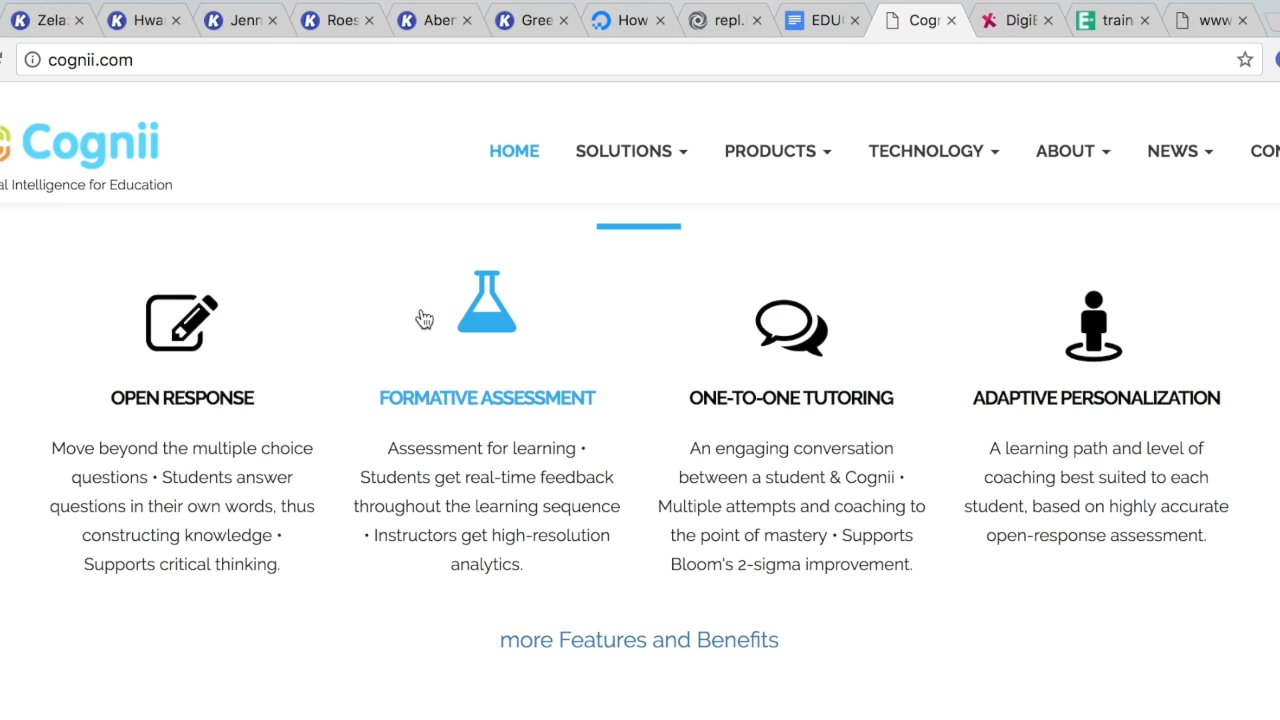 Zela: Hwa Jenn Roes Aber Gree How repl. EDU Cogr DigiE train www
cognii.com
Cognii
al Intelligence for Education
HOME SOLUTIONS PRODUCTS TECHNOLOGY ABOUT NEWS CON
OPEN RESPONSE FORMATIVE ASSESSMENT ONE-TO-ONE TUTORING ADAPTIVE PERSONALIZATION
Move beyond the multiple choice
questions • Students answer
questions in their own words, thus
constructing knowledge •
Supports critical thinking.
Assessment for learning •
Students get real-time feedback
throughout the learning sequence
• Instructors get high-resolution
analytics.
An engaging conversation
between a student & Cognii •
Multiple attempts and coaching to
the point of mastery • Supports
Bloom's 2-sigma improvement.
A learning path and level of
coaching best suited to each
student, based on highly accurate
open-response assessment.
more Features and Benefits